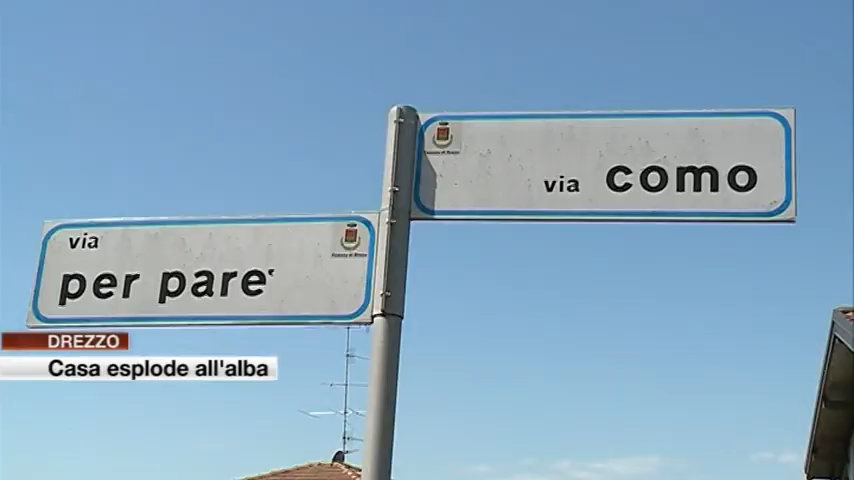 via como
via
per pare'
DREZZO
Casa esplode all'alba